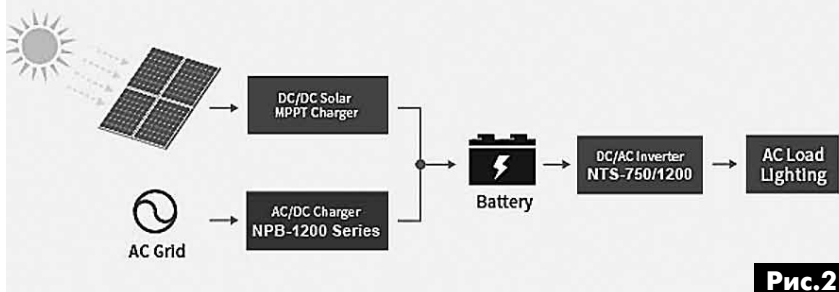 DC/DC Solar
MPPT Charger
AC Grid
AC/DC Charger
NPB-1200 Series
Battery
DC/AC Inverter
NTS-750/1200
AC Load
Lighting
Рис.2